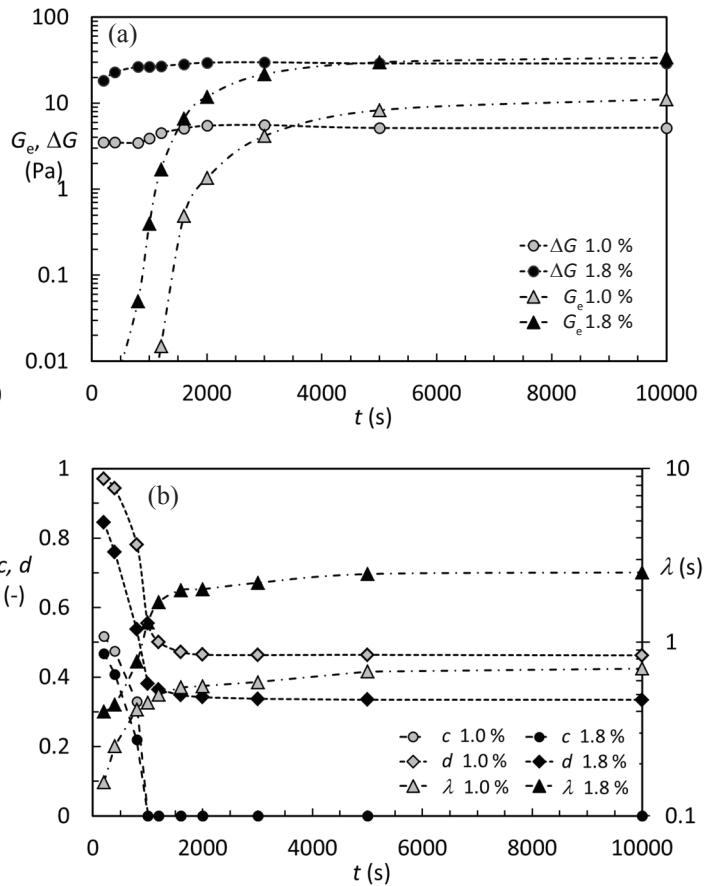 100
(a)
10
Gₑ, ΔG
(Pa)
1
0.1
0.01
ΔG 1.0 %
ΔG 1.8 %
Gₑ 1.0 %
Gₑ 1.8 %
)
0 2000 4000 6000 8000 10000
t (s)
1 10
(b)
0.8
c, d
(-)
λ (s)
0.6
1
0.4
0.2
c 1.0 % c 1.8 %
d 1.0 % d 1.8 %
λ 1.0 % λ 1.8 %
0 0.1
0 2000 4000 6000 8000 10000
t (s)